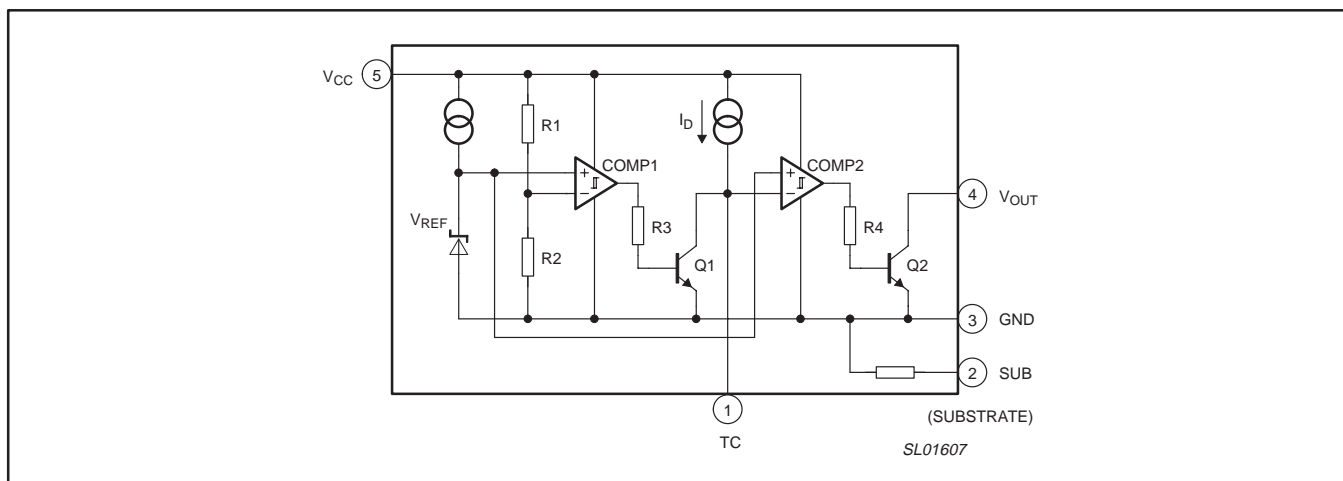 VCC 5
R1
ID
COMP1
COMP2
+
−
+
−
VREF
R2
R3
Q1
R4
Q2
4 VOUT
3 GND
2 SUB
1
TC
(SUBSTRATE)
SL01607